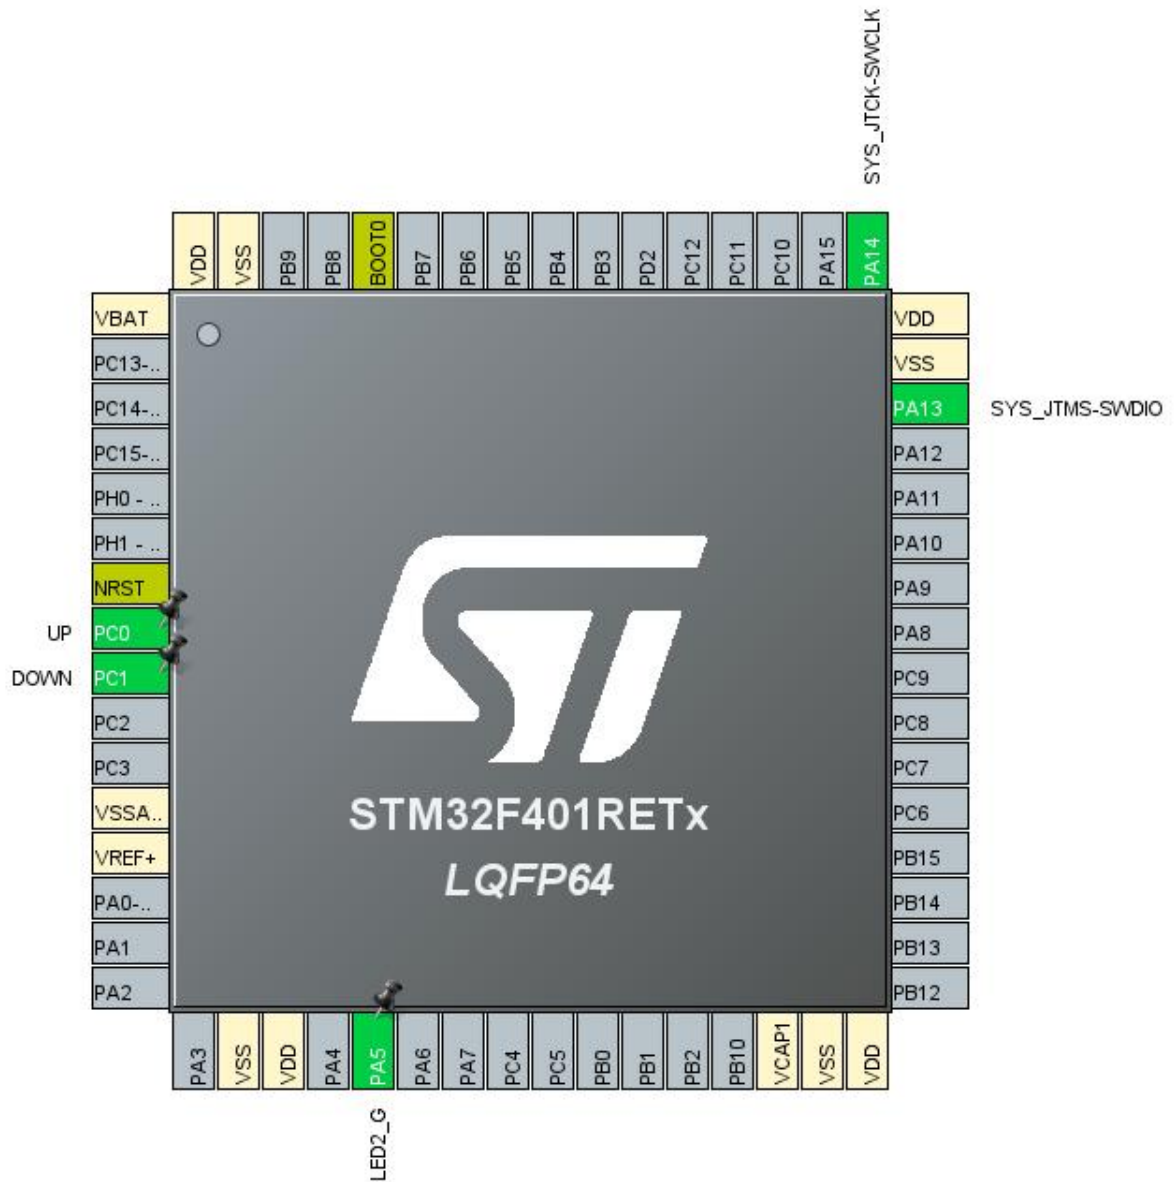 SYS_JTCK-SWCLK
VDD
VSS
PB9
PB8
BOOT0
PB7
PB6
PB5
PB4
PB3
PD2
PC12
PC11
PC10
PA15
PA14
VBAT
PC13-..
PC14-..
PC15-..
PH0 - ..
PH1 - ..
NRST
UP PC0
DOWN PC1
PC2
PC3
VSSA..
VREF+
PA0-..
PA1
PA2
STM32F401RETx
LQFP64
VDD
VSS
PA13 SYS_JTMS-SWDIO
PA12
PA11
PA10
PA9
PA8
PC9
PC8
PC7
PC6
PB15
PB14
PB13
PB12
PA3
VSS
VDD
PA4
PA5
PA6
PA7
PC4
PC5
PB0
PB1
PB2
PB10
VCAP1
VSS
VDD
LED2_G